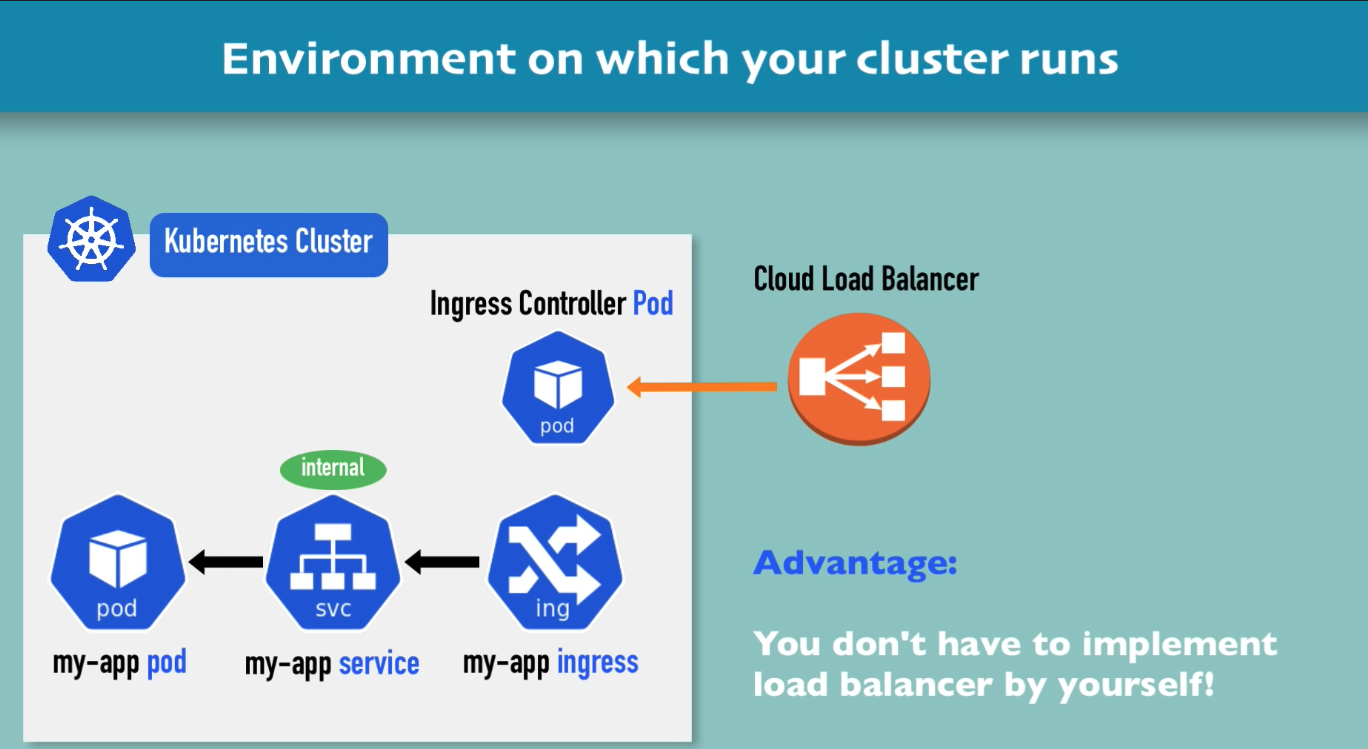 Environment on which your cluster runs
Kubernetes Cluster
Ingress Controller Pod
pod
Cloud Load Balancer
internal
pod
svc
ing
my-app pod
my-app service
my-app ingress
Advantage:
You don't have to implement
load balancer by yourself!